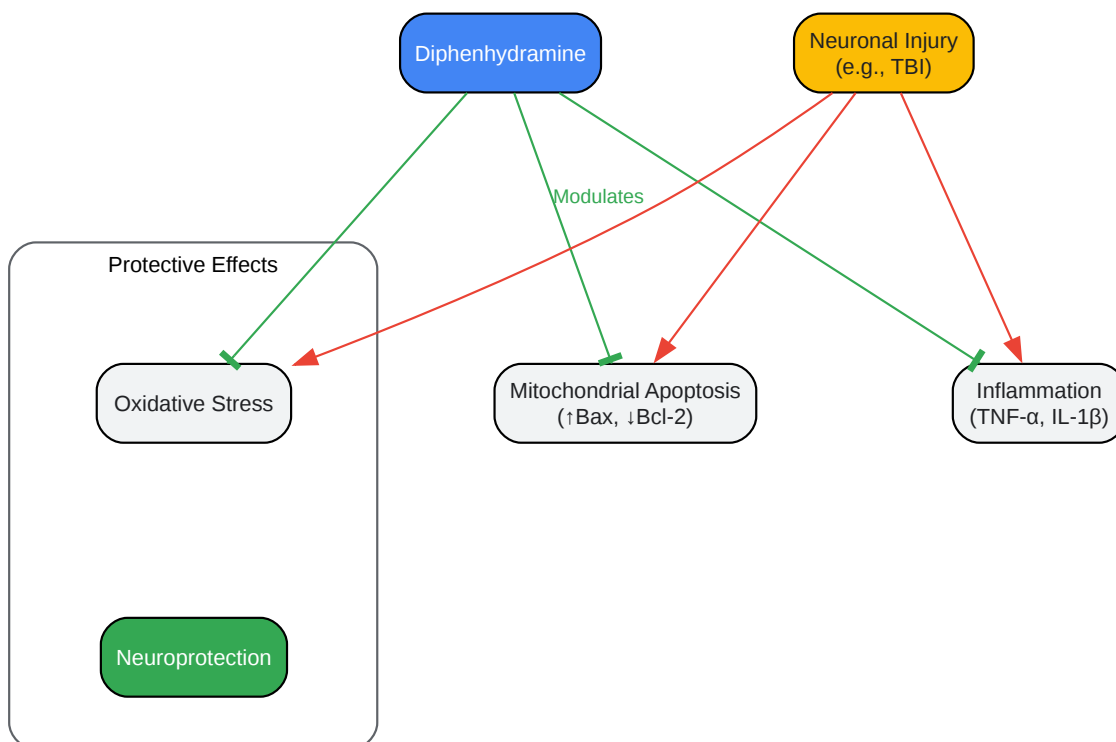 Diphenhydramine
Neuronal Injury
(e.g., TBI)
Modulates
Protective Effects
Oxidative Stress
Mitochondrial Apoptosis
(↑Bax, ↓Bcl-2)
Inflammation
(TNF-α, IL-1β)
Neuroprotection